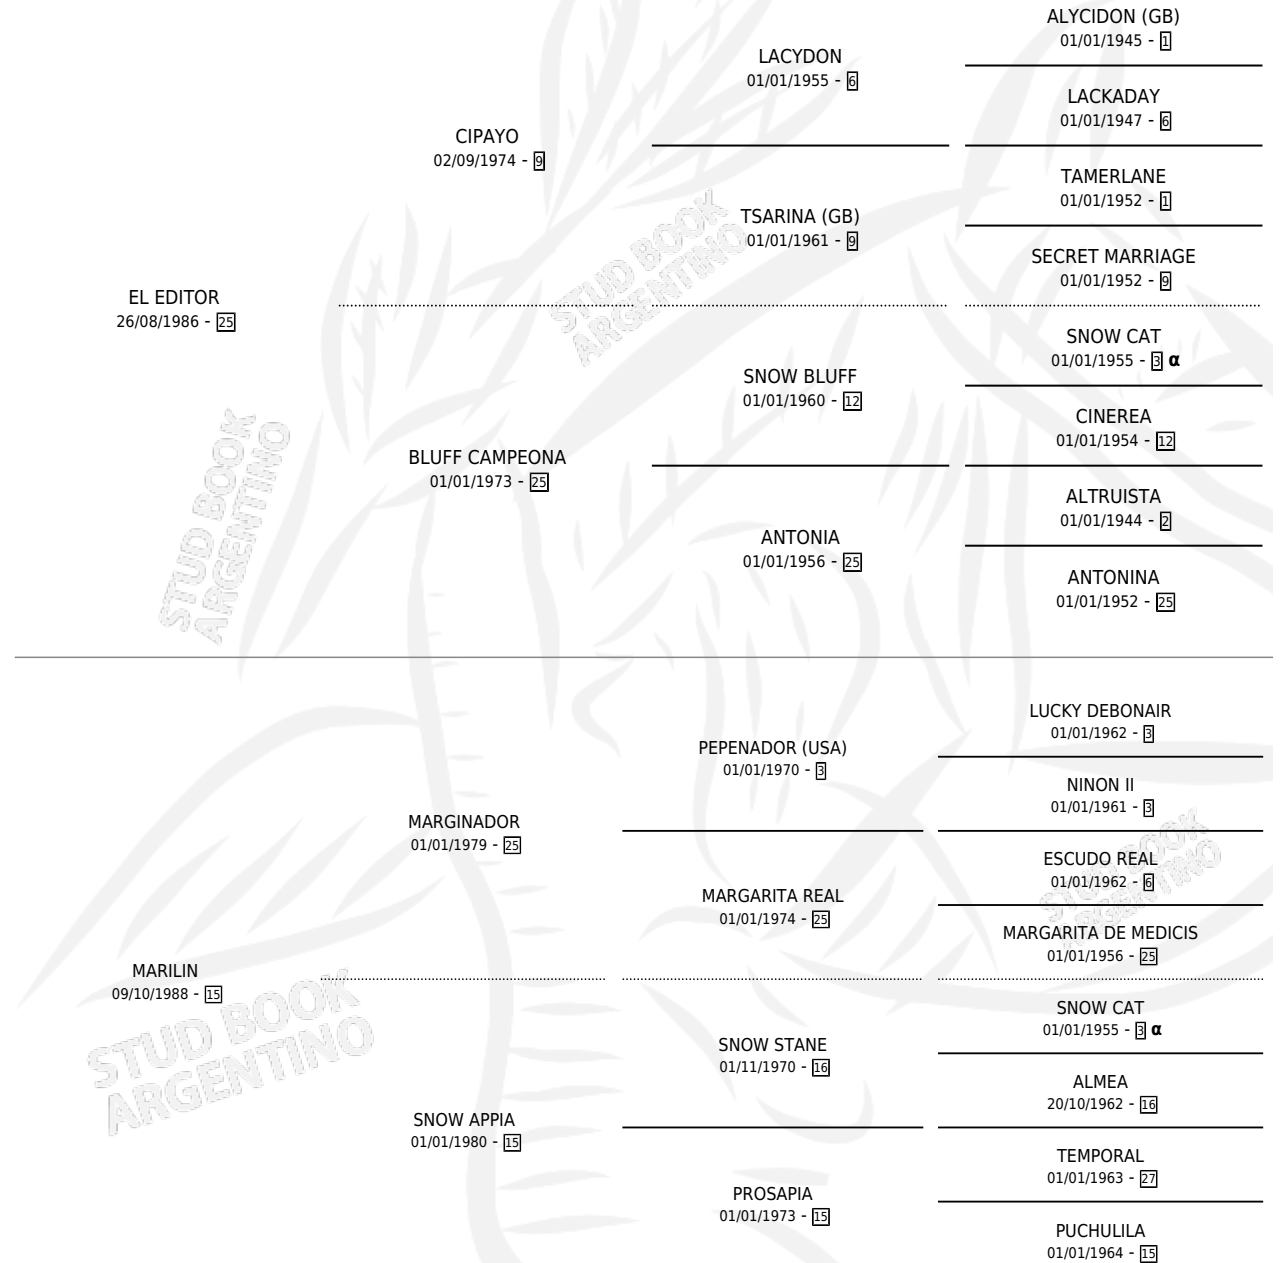 ALYCIDON (GB)
01/01/1945 - 1
LACYDON
01/01/1955 - 6
LACKADAY
01/01/1947 - 6
CIPAYO
02/09/1974 - 9
TAMERLANE
01/01/1952 - 1
TSARINA (GB)
01/01/1961 - 9
SECRET MARRIAGE
01/01/1952 - 9
EL EDITOR
26/08/1986 - 25
SNOW CAT
01/01/1955 - 3 α
SNOW BLUFF
01/01/1960 - 12
CINEREA
01/01/1954 - 12
BLUFF CAMPEONA
01/01/1973 - 25
ALTRUISTA
01/01/1944 - 2
ANTONIA
01/01/1956 - 25
ANTONINA
01/01/1952 - 25
LUCKY DEBONAIR
01/01/1962 - 3
PEPENADOR (USA)
01/01/1970 - 3
NINON II
01/01/1961 - 3
MARGINADOR
01/01/1979 - 25
ESCUDO REAL
01/01/1962 - 6
MARGARITA REAL
01/01/1974 - 25
MARGARITA DE MEDICIS
01/01/1956 - 25
MARILIN
09/10/1988 - 15
SNOW CAT
01/01/1955 - 3 α
SNOW STANE
01/11/1970 - 16
ALMEA
20/10/1962 - 16
SNOW APPIA
01/01/1980 - 15
TEMPORAL
01/01/1963 - 27
PROSAPIA
01/01/1973 - 15
PUCHULILA
01/01/1964 - 15
STUD BOOK
ARGENTINO
STUD BOOK
ARGENTINO
STUD BOOK
ARGENTINO
STUD BOOK
ARGENTINO